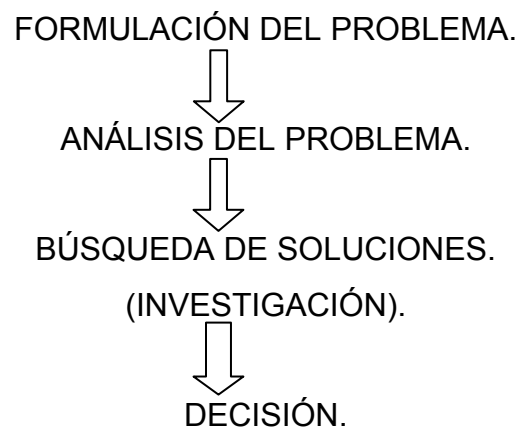 FORMULACIÓN DEL PROBLEMA.
ANÁLISIS DEL PROBLEMA.
BÚSQUEDA DE SOLUCIONES.
(INVESTIGACIÓN).
DECISIÓN.